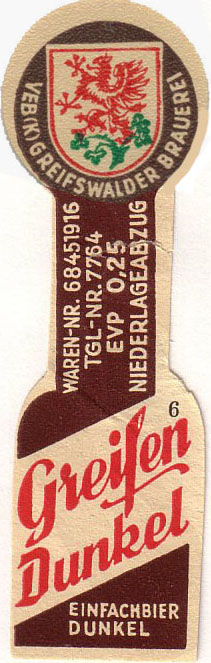 VEB(K) GREIFSWALDER BRAUEREI
WAREN-NR. 68451916
TGL-NR. 7764
EVP 0,25
NIEDERLAGEABZUG
6
Greifen
Dunkel
EINFACHBIER
DUNKEL